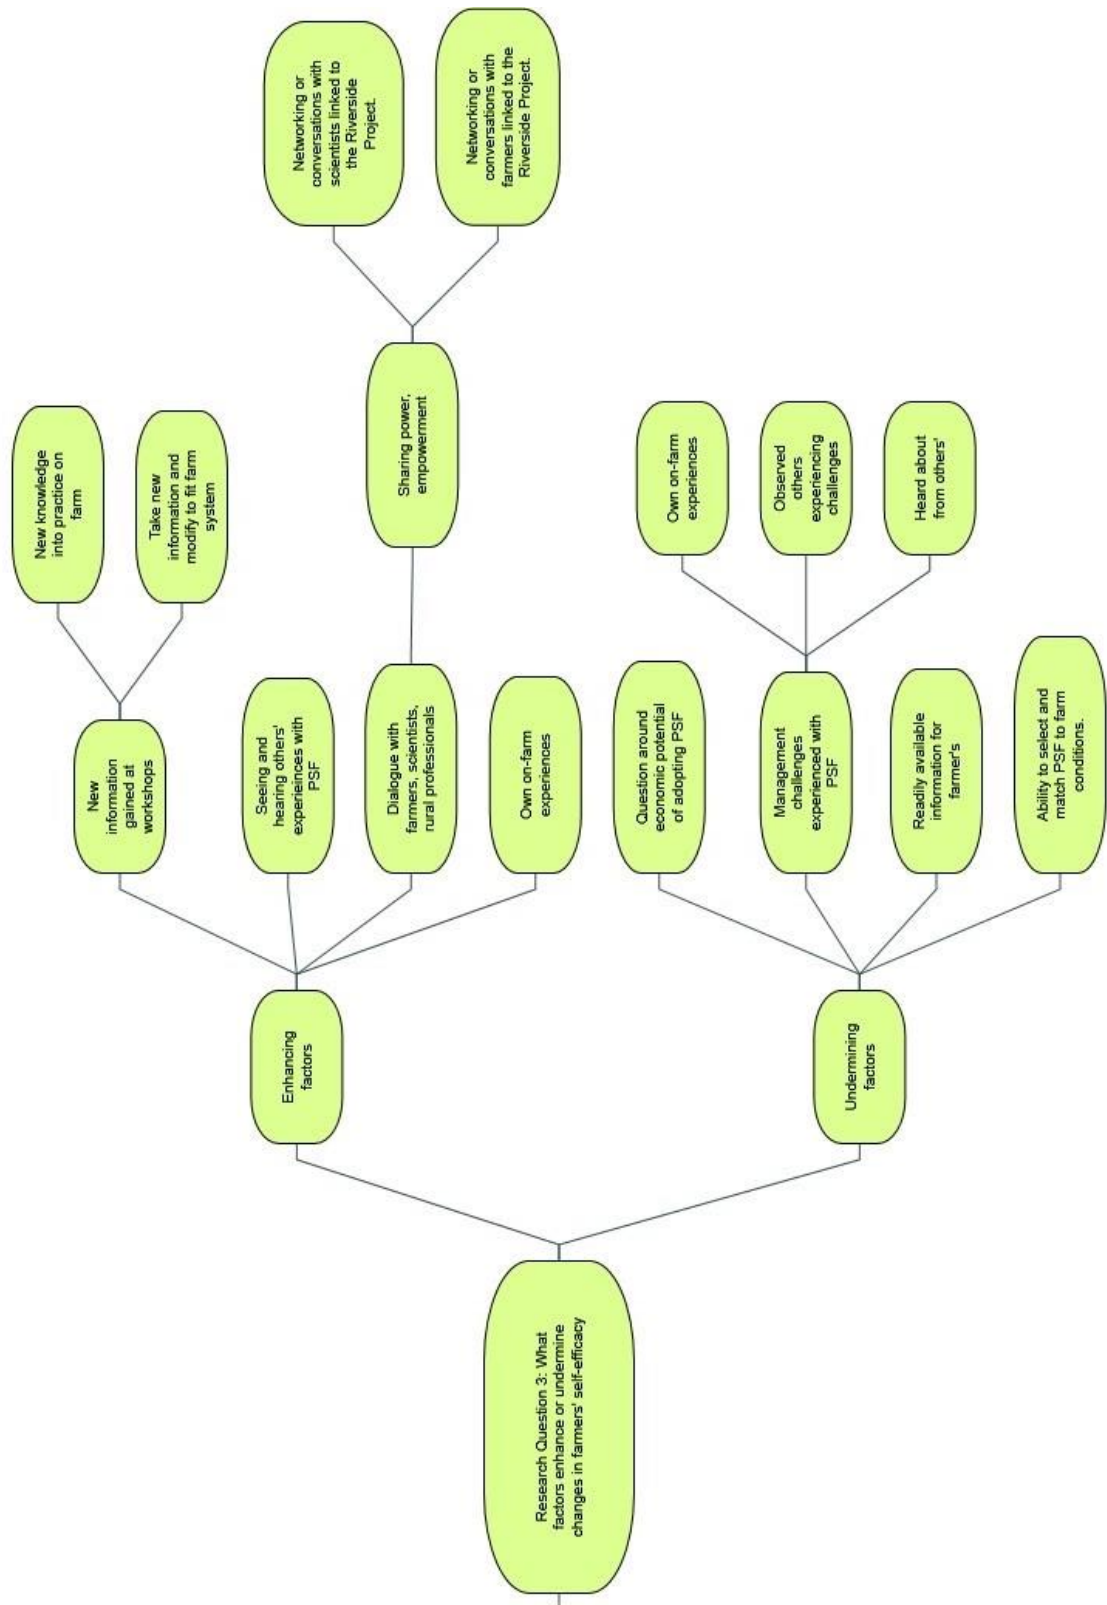 Research Question 3: What
factors enhance or undermine
changes in farmers' self-efficacy
Enhancing
factors
New
information
gained at
workshops
New knowledge
into practice on
farm
Take new
information and
modify to fit farm
system
Seeing and
hearing others'
experieinces with
PSF
Dialogue with
farmers, scientists,
rural professionals
Sharing power,
empowerment
Networking or
conversations with
scientists linked to
the Riverside
Project.
Networking or
conversations with
farmers linked to the
Riverside Project.
Own on-farm
experiences
Undermining
factors
Question around
economic potential
of adopting PSF
Management
challenges
experienced with
PSF
Own on-farm
experiences
Observed
others
experiencing
challenges
Heard about
from others'
Readily available
information for
farmer's
Ability to select and
match PSF to farm
conditions.